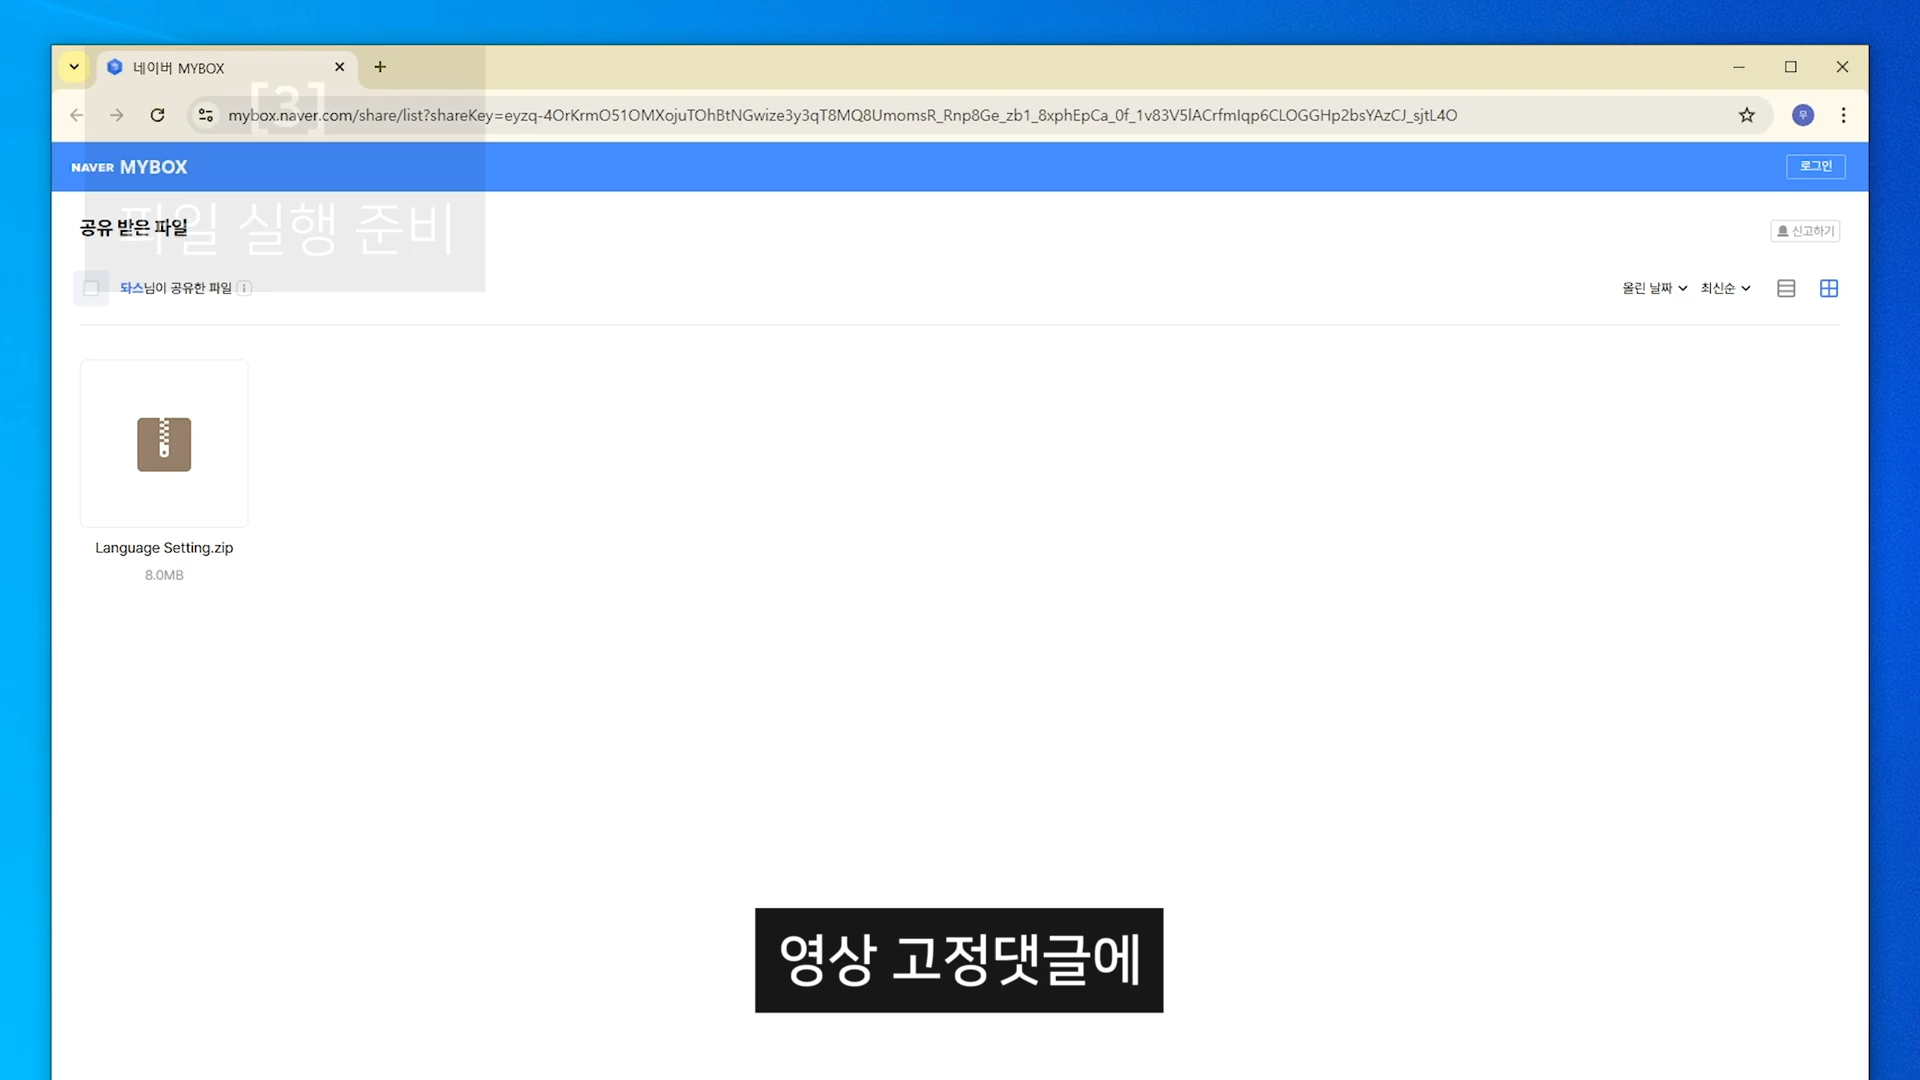 네이버 MYBOX
[3]
mybox.naver.com/share/list?shareKey=eyzq-4OrKrmO51OMXojuTOhBtNGwize3y3qT8MQ8UmomsR_Rnp8Ge_zb1_8xphEpCa_0f_1v83V5lACrfmIqp6CLOGGHp2bsYAzCJ_sjtL4O
무
NAVER MYBOX
로그인
파일 실행 준비
공유 받은 파일
신고하기
돠스님이 공유한 파일
올린 날짜
최신순
Language Setting.zip
8.0MB
영상 고정댓글에